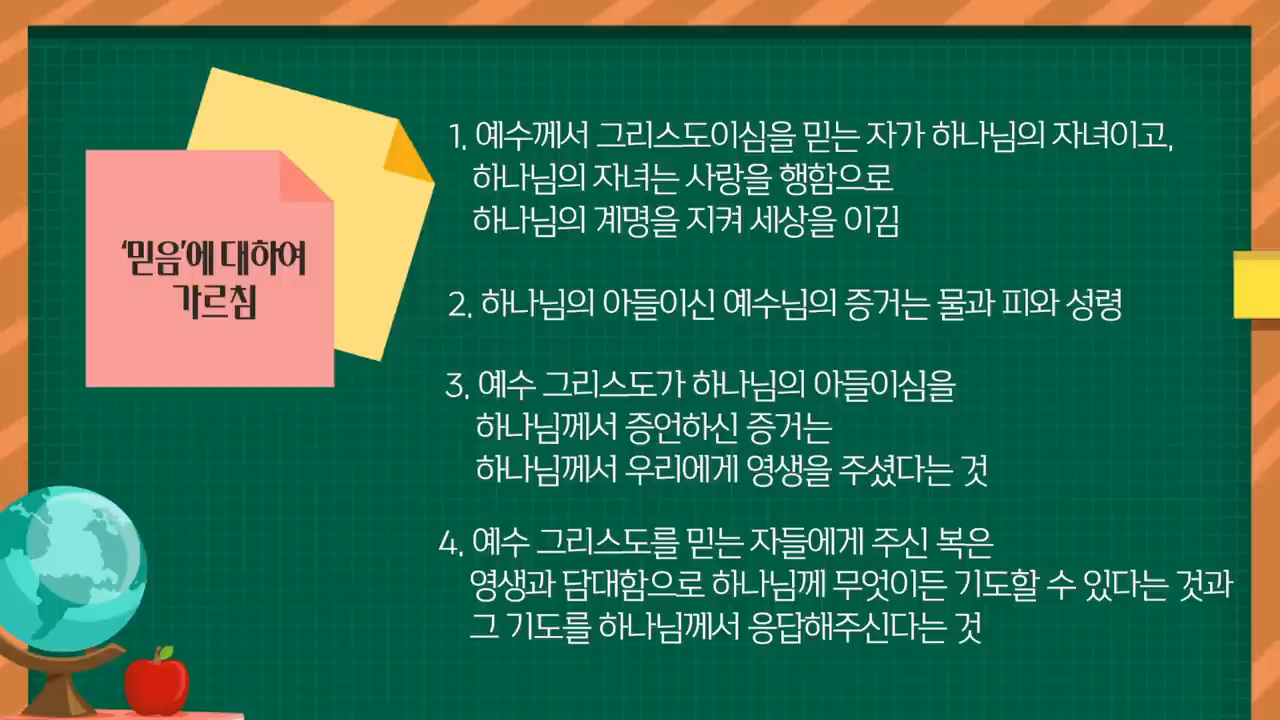 ‘믿음’에 대하여
가르침
1. 예수께서 그리스도이심을 믿는 자가 하나님의 자녀이고,
하나님의 자녀는 사랑을 행함으로
하나님의 계명을 지켜 세상을 이김
2. 하나님의 아들이신 예수님의 증거는 물과 피와 성령
3. 예수 그리스도가 하나님의 아들이심을
하나님께서 증언하신 증거는
하나님께서 우리에게 영생을 주셨다는 것
4. 예수 그리스도를 믿는 자들에게 주신 복은
영생과 담대함으로 하나님께 무엇이든 기도할 수 있다는 것과
그 기도를 하나님께서 응답해주신다는 것